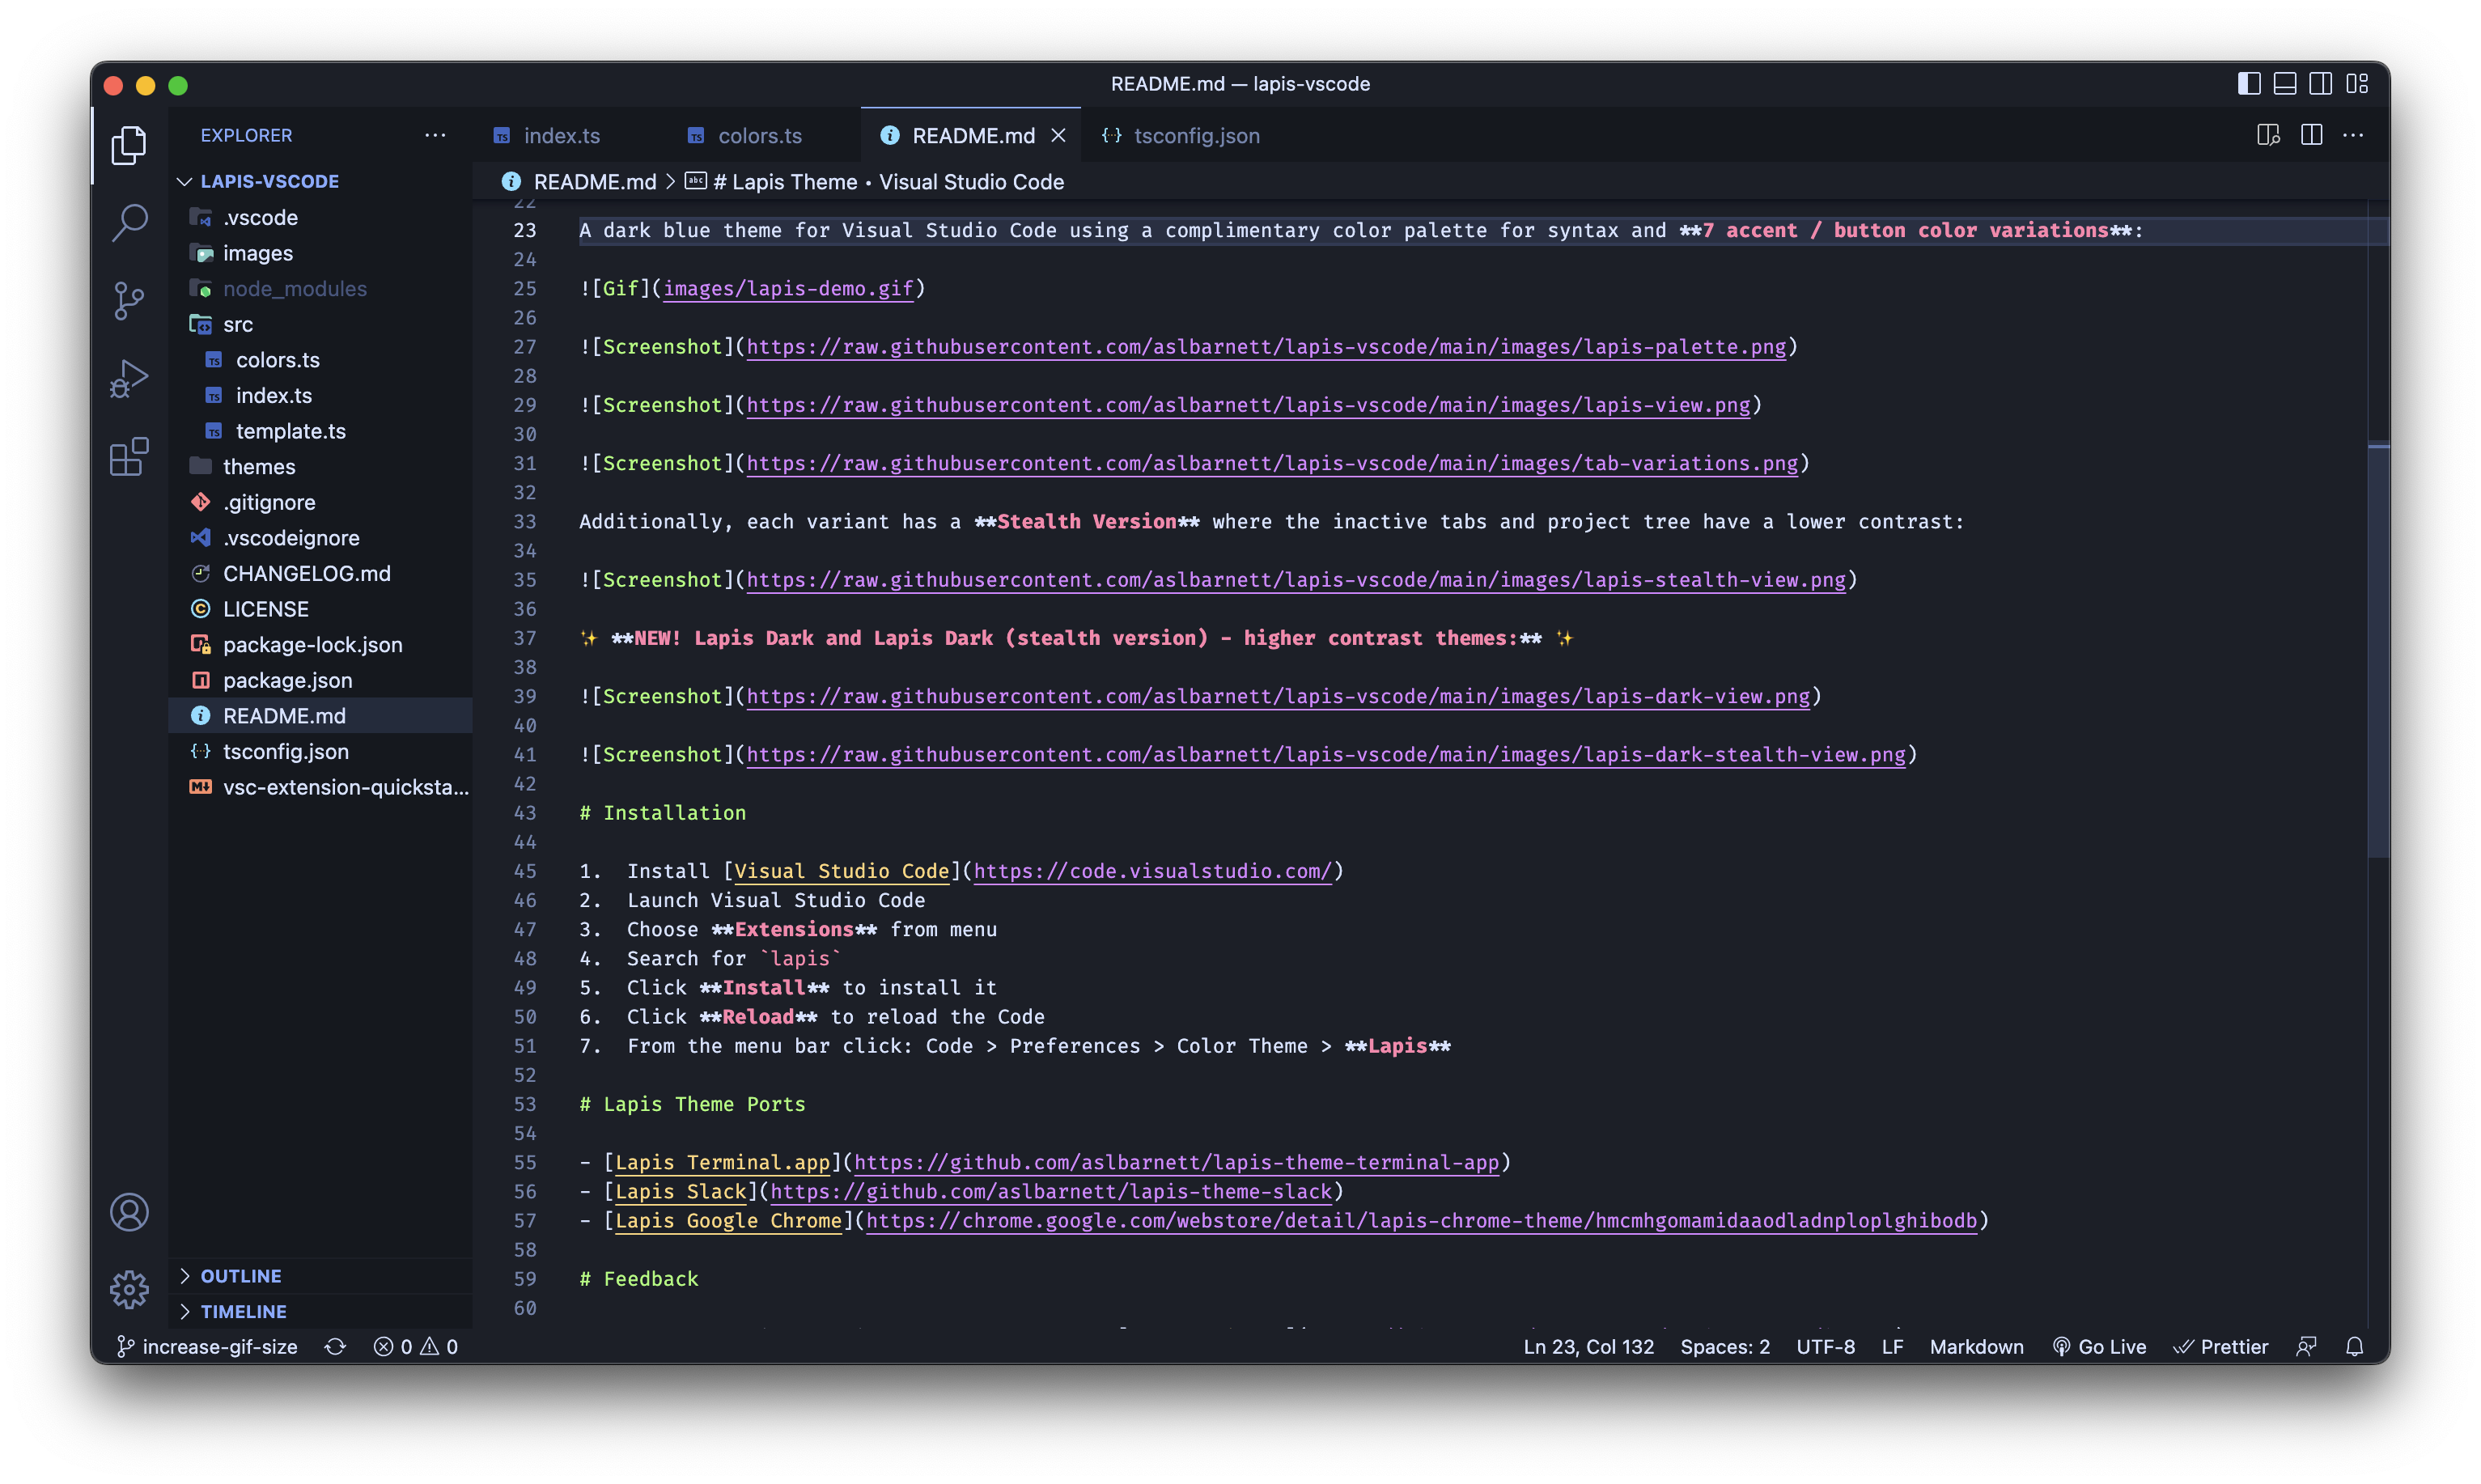 README.md — lapis-vscode
EXPLORER
index.ts
colors.ts
README.md
tsconfig.json
LAPIS-VSCODE
.vscode
images
node_modules
src
colors.ts
index.ts
template.ts
themes
.gitignore
.vscodeignore
CHANGELOG.md
LICENSE
package-lock.json
package.json
README.md
tsconfig.json
vsc-extension-quicksta...
OUTLINE
TIMELINE
README.md > # Lapis Theme • Visual Studio Code
22
23 A dark blue theme for Visual Studio Code using a complimentary color palette for syntax and **7 accent / button color variations**:
24
25 ![Gif](images/lapis-demo.gif)
26
27 ![Screenshot](https://raw.githubusercontent.com/aslbarnett/lapis-vscode/main/images/lapis-palette.png)
28
29 ![Screenshot](https://raw.githubusercontent.com/aslbarnett/lapis-vscode/main/images/lapis-view.png)
30
31 ![Screenshot](https://raw.githubusercontent.com/aslbarnett/lapis-vscode/main/images/tab-variations.png)
32
33 Additionally, each variant has a **Stealth Version** where the inactive tabs and project tree have a lower contrast:
34
35 ![Screenshot](https://raw.githubusercontent.com/aslbarnett/lapis-vscode/main/images/lapis-stealth-view.png)
36
37 ✨ **NEW! Lapis Dark and Lapis Dark (stealth version) - higher contrast themes:** ✨
38
39 ![Screenshot](https://raw.githubusercontent.com/aslbarnett/lapis-vscode/main/images/lapis-dark-view.png)
40
41 ![Screenshot](https://raw.githubusercontent.com/aslbarnett/lapis-vscode/main/images/lapis-dark-stealth-view.png)
42
43 # Installation
44
45 1.  Install [Visual Studio Code](https://code.visualstudio.com/)
46 2.  Launch Visual Studio Code
47 3.  Choose **Extensions** from menu
48 4.  Search for `lapis`
49 5.  Click **Install** to install it
50 6.  Click **Reload** to reload the Code
51 7.  From the menu bar click: Code > Preferences > Color Theme > **Lapis**
52
53 # Lapis Theme Ports
54
55 - [Lapis Terminal.app](https://github.com/aslbarnett/lapis-theme-terminal-app)
56 - [Lapis Slack](https://github.com/aslbarnett/lapis-theme-slack)
57 - [Lapis Google Chrome](https://chrome.google.com/webstore/detail/lapis-chrome-theme/hmcmhgomamidaaodladnploplghibodb)
58
59 # Feedback
60
increase-gif-size 0 0 Ln 23, Col 132 Spaces: 2 UTF-8 LF Markdown Go Live Prettier